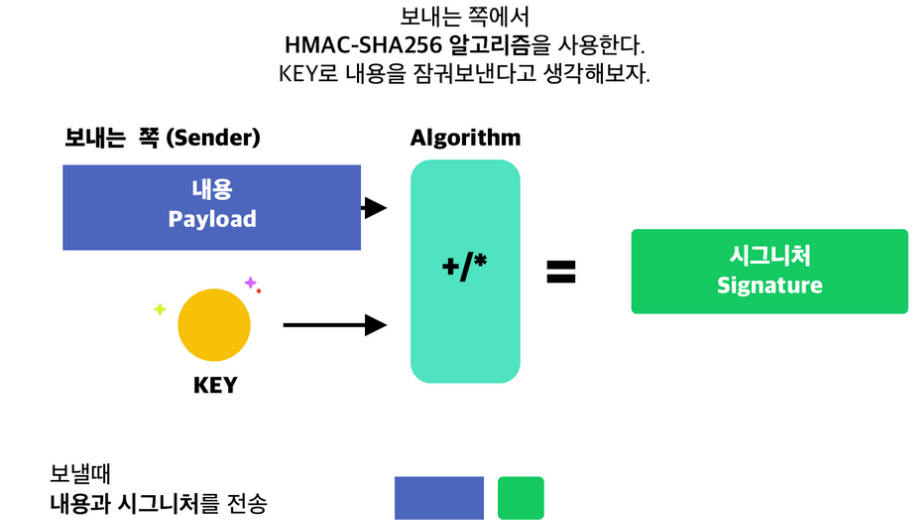 보내는 쪽에서
HMAC-SHA256 알고리즘을 사용한다.
KEY로 내용을 잠궈보낸다고 생각해보자.
보내는 쪽 (Sender)
Algorithm
내용
Payload
+/*
=
시그니처
Signature
KEY
보낼때
내용과 시그니처를 전송